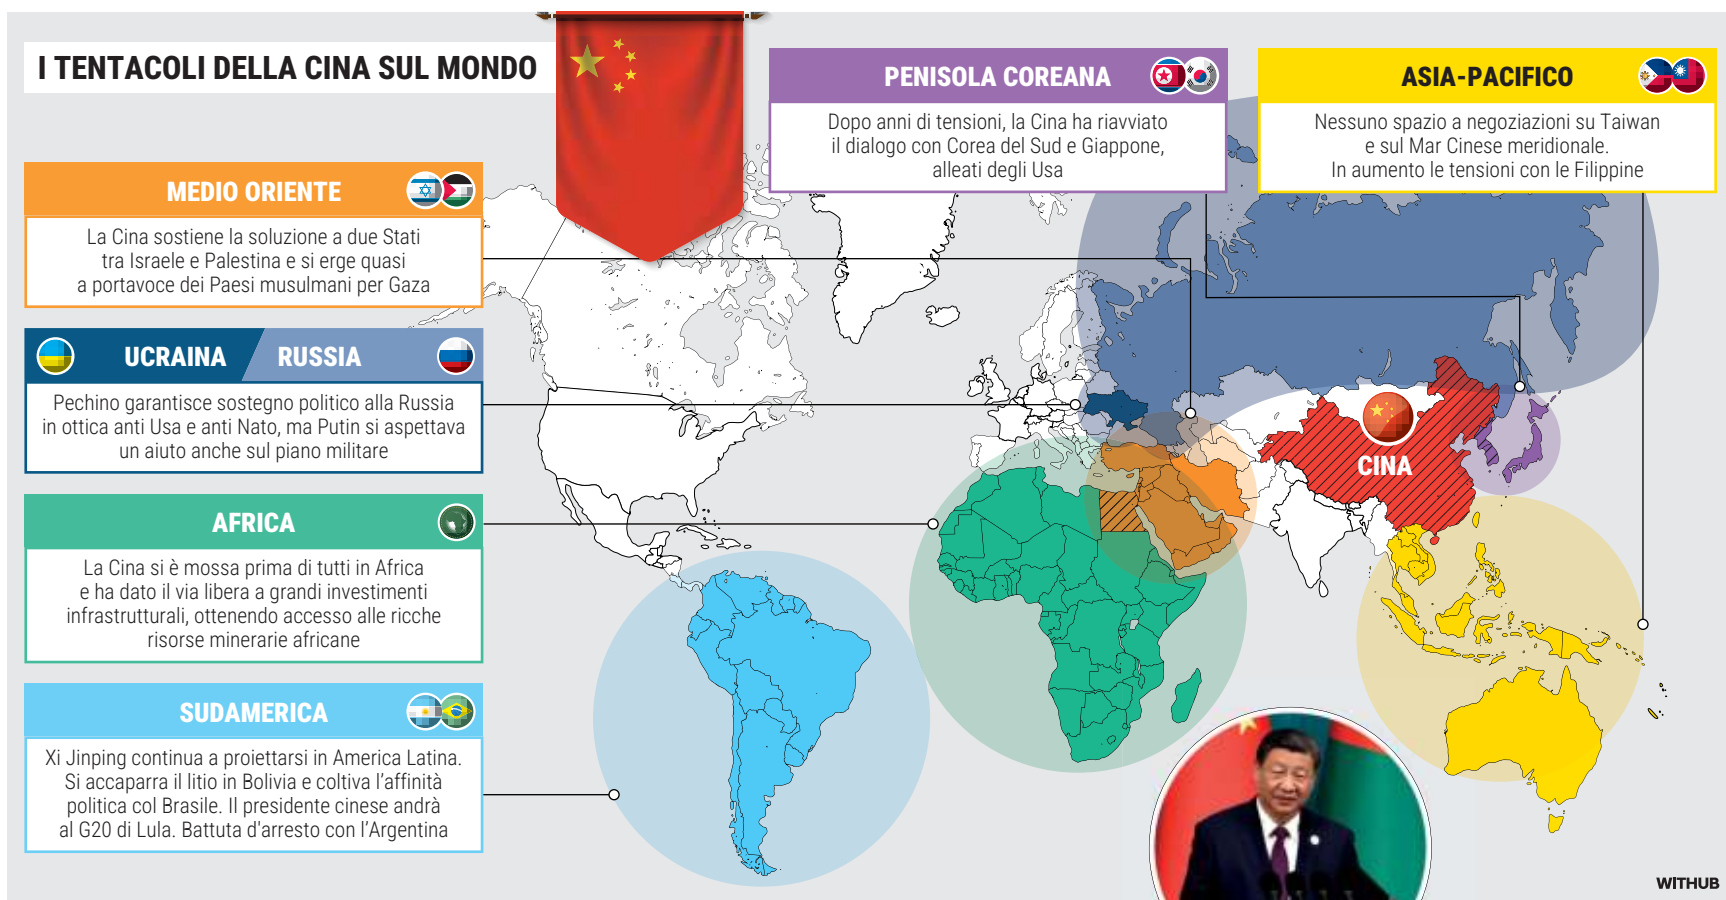 I TENTACOLI DELLA CINA SUL MONDO
PENISOLA COREANA
Dopo anni di tensioni, la Cina ha riavviato
il dialogo con Corea del Sud e Giappone,
alleati degli Usa
ASIA-PACIFICO
Nessuno spazio a negoziazioni su Taiwan
e sul Mar Cinese meridionale.
In aumento le tensioni con le Filippine
MEDIO ORIENTE
La Cina sostiene la soluzione a due Stati
tra Israele e Palestina e si erge quasi
a portavoce dei Paesi musulmani per Gaza
UCRAINA
RUSSIA
Pechino garantisce sostegno politico alla Russia
in ottica anti Usa e anti Nato, ma Putin si aspettava
un aiuto anche sul piano militare
AFRICA
La Cina si è mossa prima di tutti in Africa
e ha dato il via libera a grandi investimenti
infrastrutturali, ottenendo accesso alle ricche
risorse minerarie africane
SUDAMERICA
Xi Jinping continua a proiettarsi in America Latina.
Si accaparra il litio in Bolivia e coltiva l’affinità
politica col Brasile. Il presidente cinese andrà
al G20 di Lula. Battuta d'arresto con l’Argentina
CINA
WITHUB